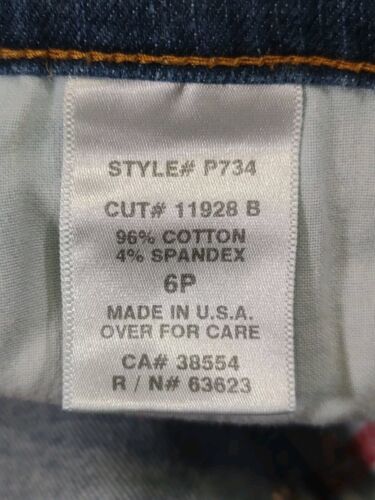 STYLE# P734
CUT# 11928 B
96% COTTON
4% SPANDEX
6P
MADE IN U.S.A.
OVER FOR CARE
CA# 38554
R / N# 63623